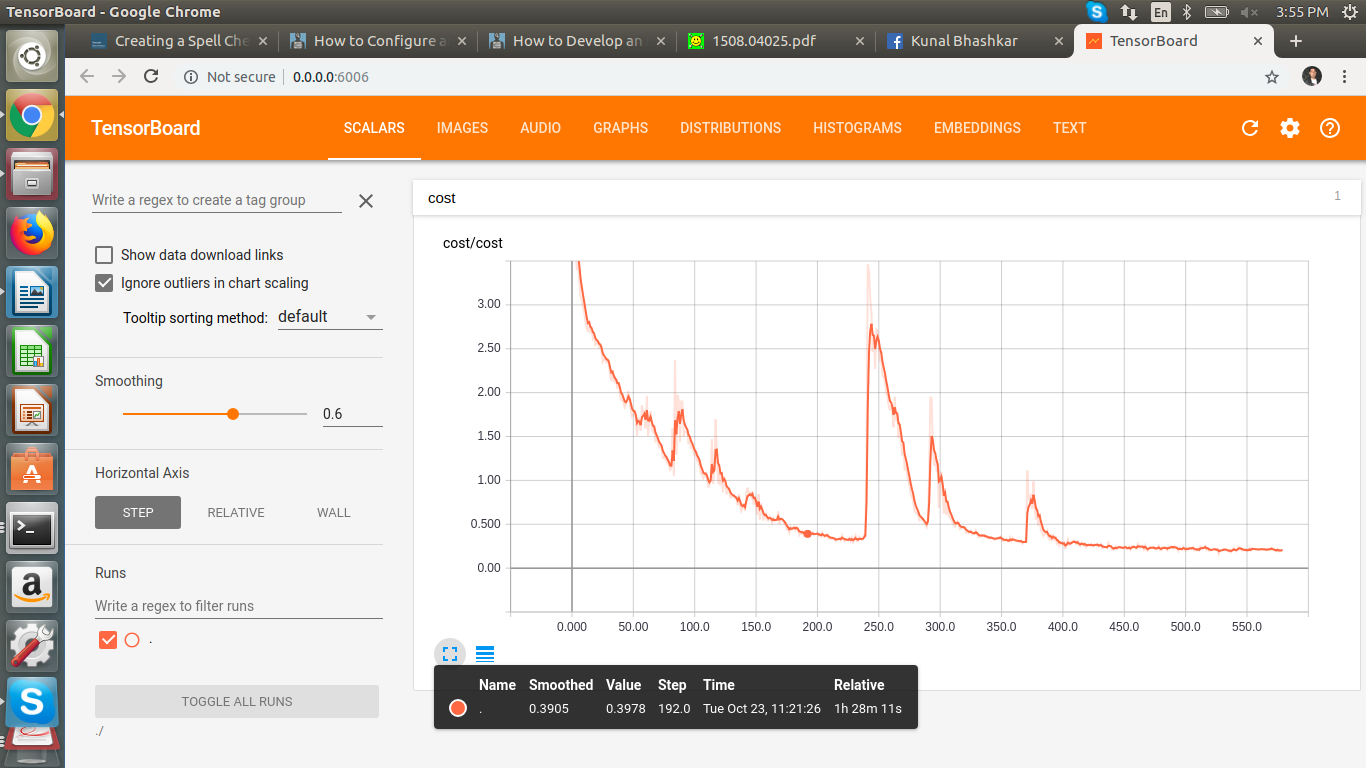 TensorBoard - Google Chrome
En
3:55 PM
Creating a Spell Che
How to Configure a
How to Develop an
1508.04025.pdf
Kunal Bhashkar
TensorBoard
Not secure
0.0.0.0:6006
TensorBoard
SCALARS
IMAGES
AUDIO
GRAPHS
DISTRIBUTIONS
HISTOGRAMS
EMBEDDINGS
TEXT
Write a regex to create a tag group
Show data download links
Ignore outliers in chart scaling
Tooltip sorting method: default
Smoothing
0.6
Horizontal Axis
STEP RELATIVE WALL
Runs
Write a regex to filter runs
.
TOGGLE ALL RUNS
./
cost 1
cost/cost
3.00
2.50
2.00
1.50
1.00
0.500
0.00
0.000 50.00 100.0 150.0 200.0 250.0 300.0 350.0 400.0 450.0 500.0 550.0
Name Smoothed Value Step Time Relative
. 0.3905 0.3978 192.0 Tue Oct 23, 11:21:26 1h 28m 11s